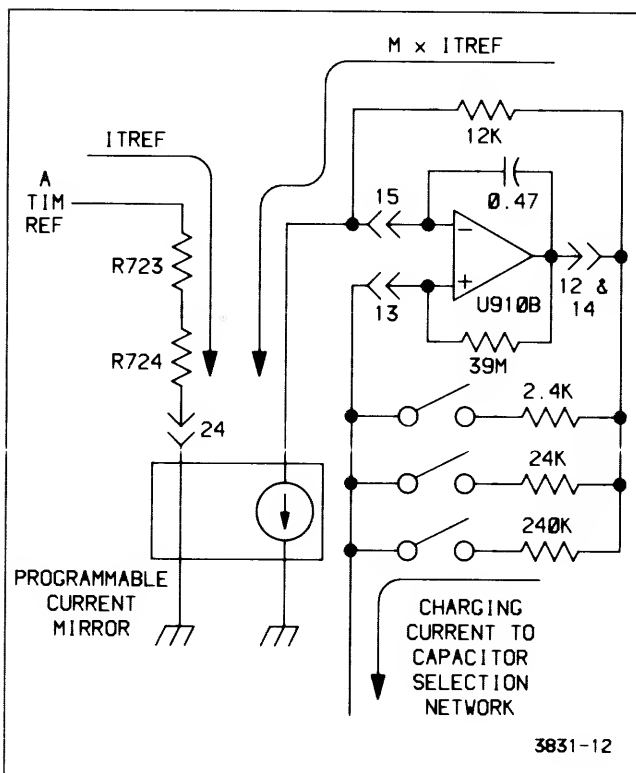 M x ITREF
ITREF
A
TIM
REF
12K
15
0.47
R723
-
+
U910B
12 &
14
13
39M
R724
24
2.4K
24K
240K
PROGRAMMABLE
CURRENT
MIRROR
CHARGING
CURRENT TO
CAPACITOR
SELECTION
NETWORK
3831-12